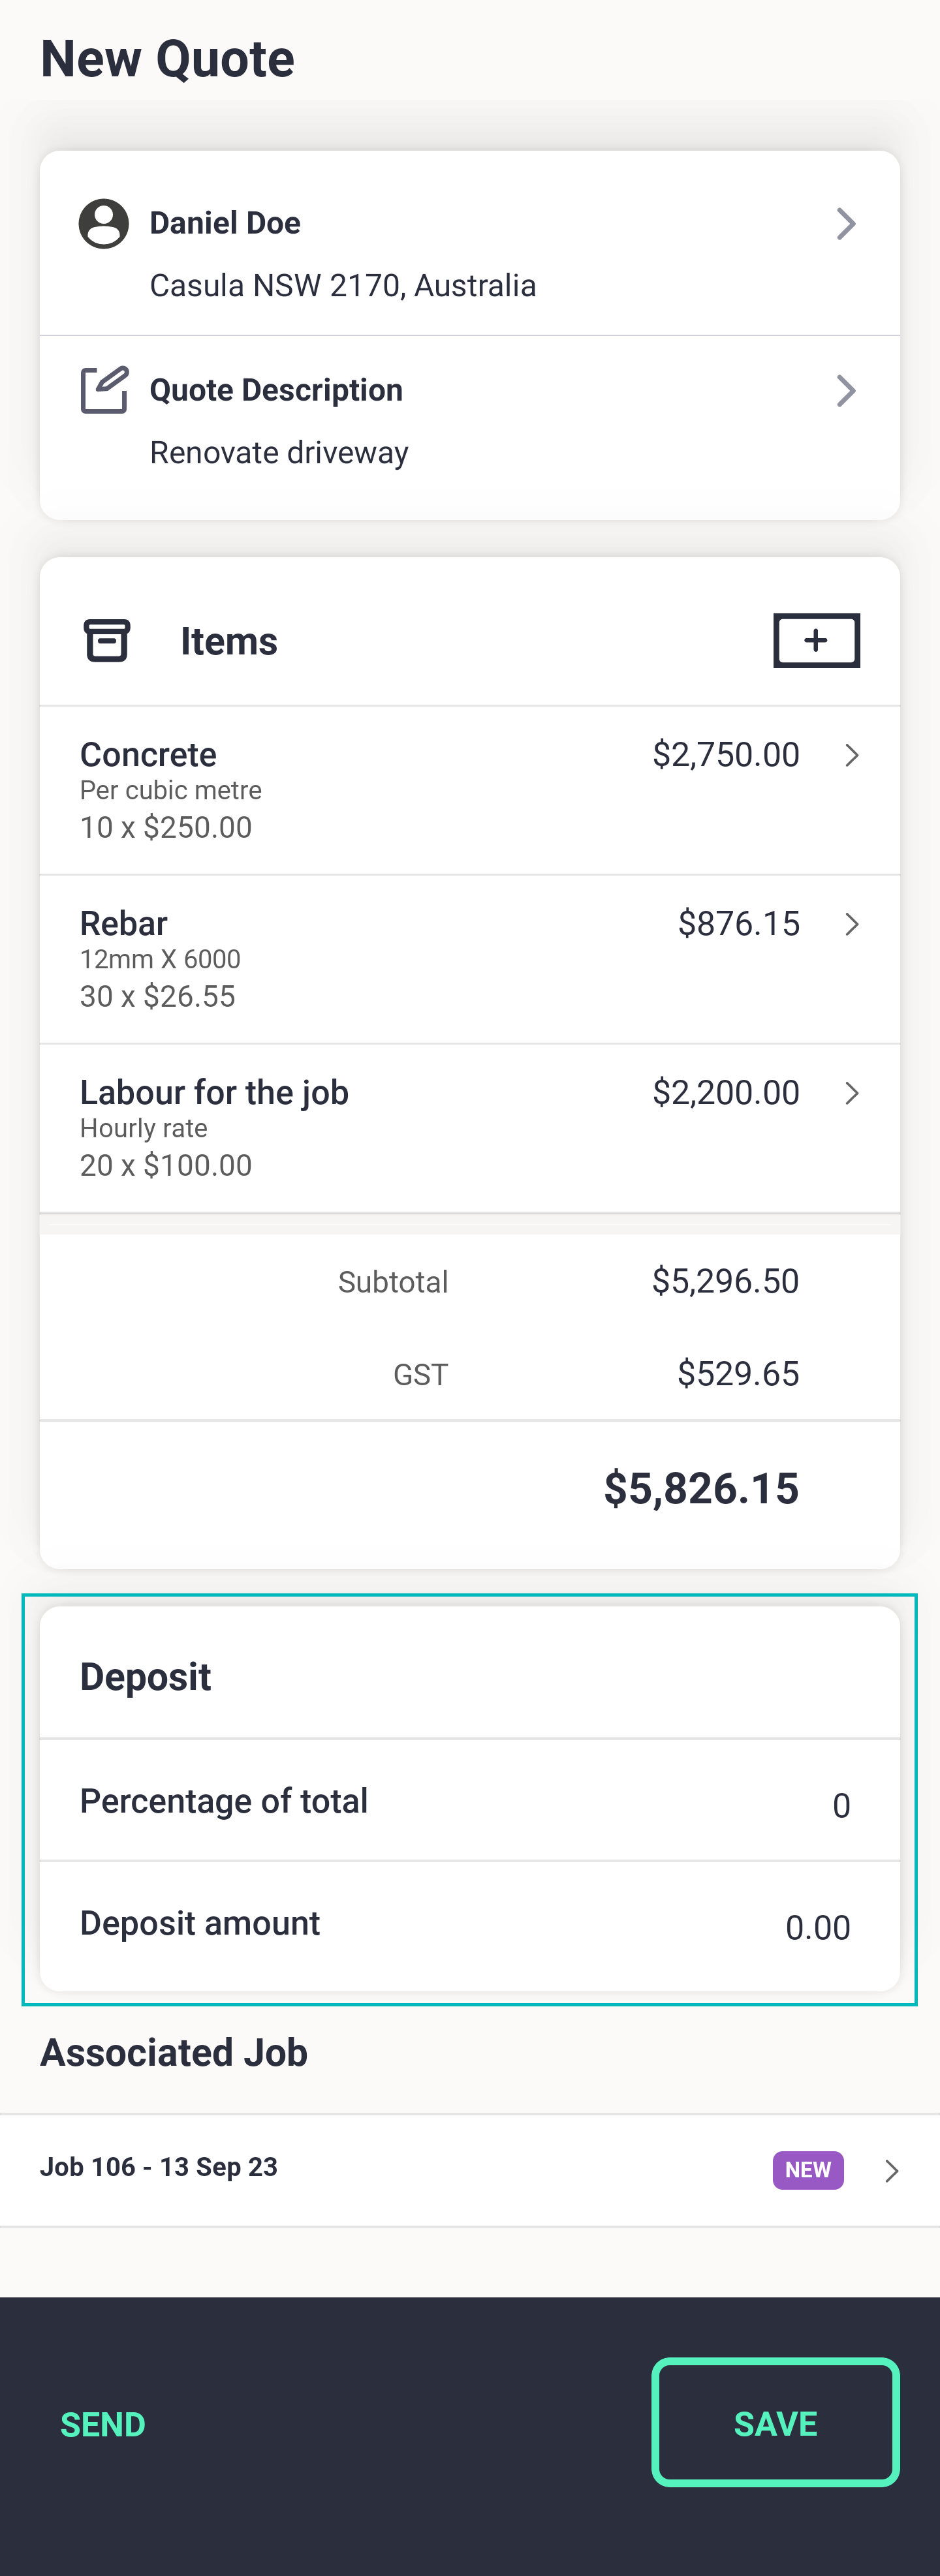 New Quote
Daniel Doe
Casula NSW 2170, Australia
Quote Description
Renovate driveway
Items
+
Concrete $2,750.00
Per cubic metre
10 x $250.00
Rebar $876.15
12mm X 6000
30 x $26.55
Labour for the job $2,200.00
Hourly rate
20 x $100.00
Subtotal $5,296.50
GST $529.65
$5,826.15
Deposit
Percentage of total 0
Deposit amount 0.00
Associated Job
Job 106 - 13 Sep 23 NEW
SEND SAVE